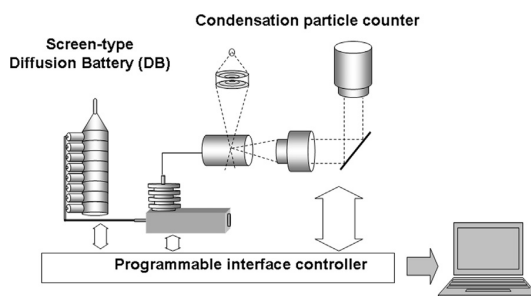 Condensation particle counter
Screen-type
Diffusion Battery (DB)
Programmable interface controller